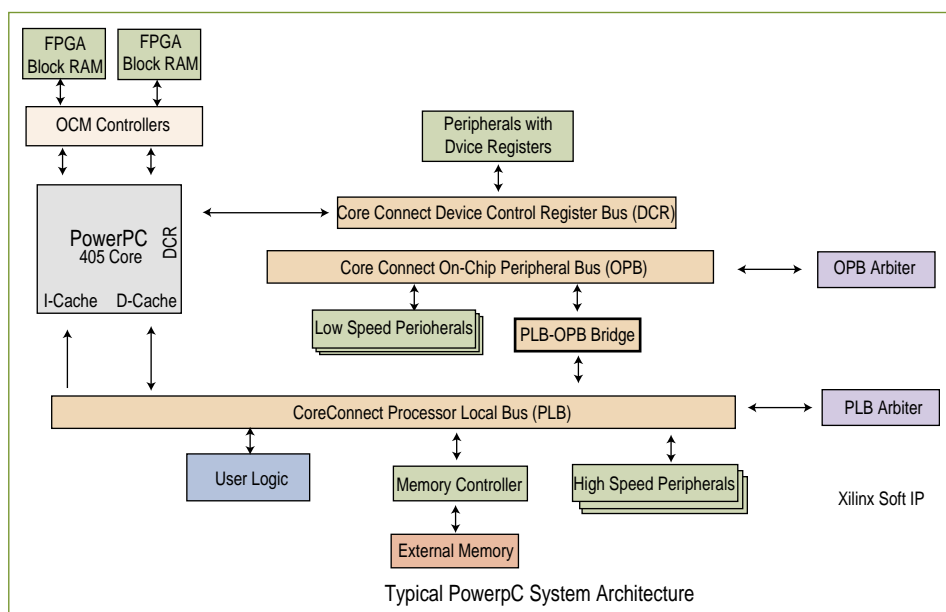 FPGA
Block RAM
FPGA
Block RAM
OCM Controllers
Peripherals with
Dvice Registers
PowerPC
405 Core
DCR
I-Cache
D-Cache
Core Connect Device Control Register Bus (DCR)
Core Connect On-Chip Peripheral Bus (OPB)
OPB Arbiter
Low Speed Perioherals
PLB-OPB Bridge
CoreConnect Processor Local Bus (PLB)
PLB Arbiter
User Logic
Memory Controller
High Speed Peripherals
Xilinx Soft IP
External Memory
Typical PowerpC System Architecture